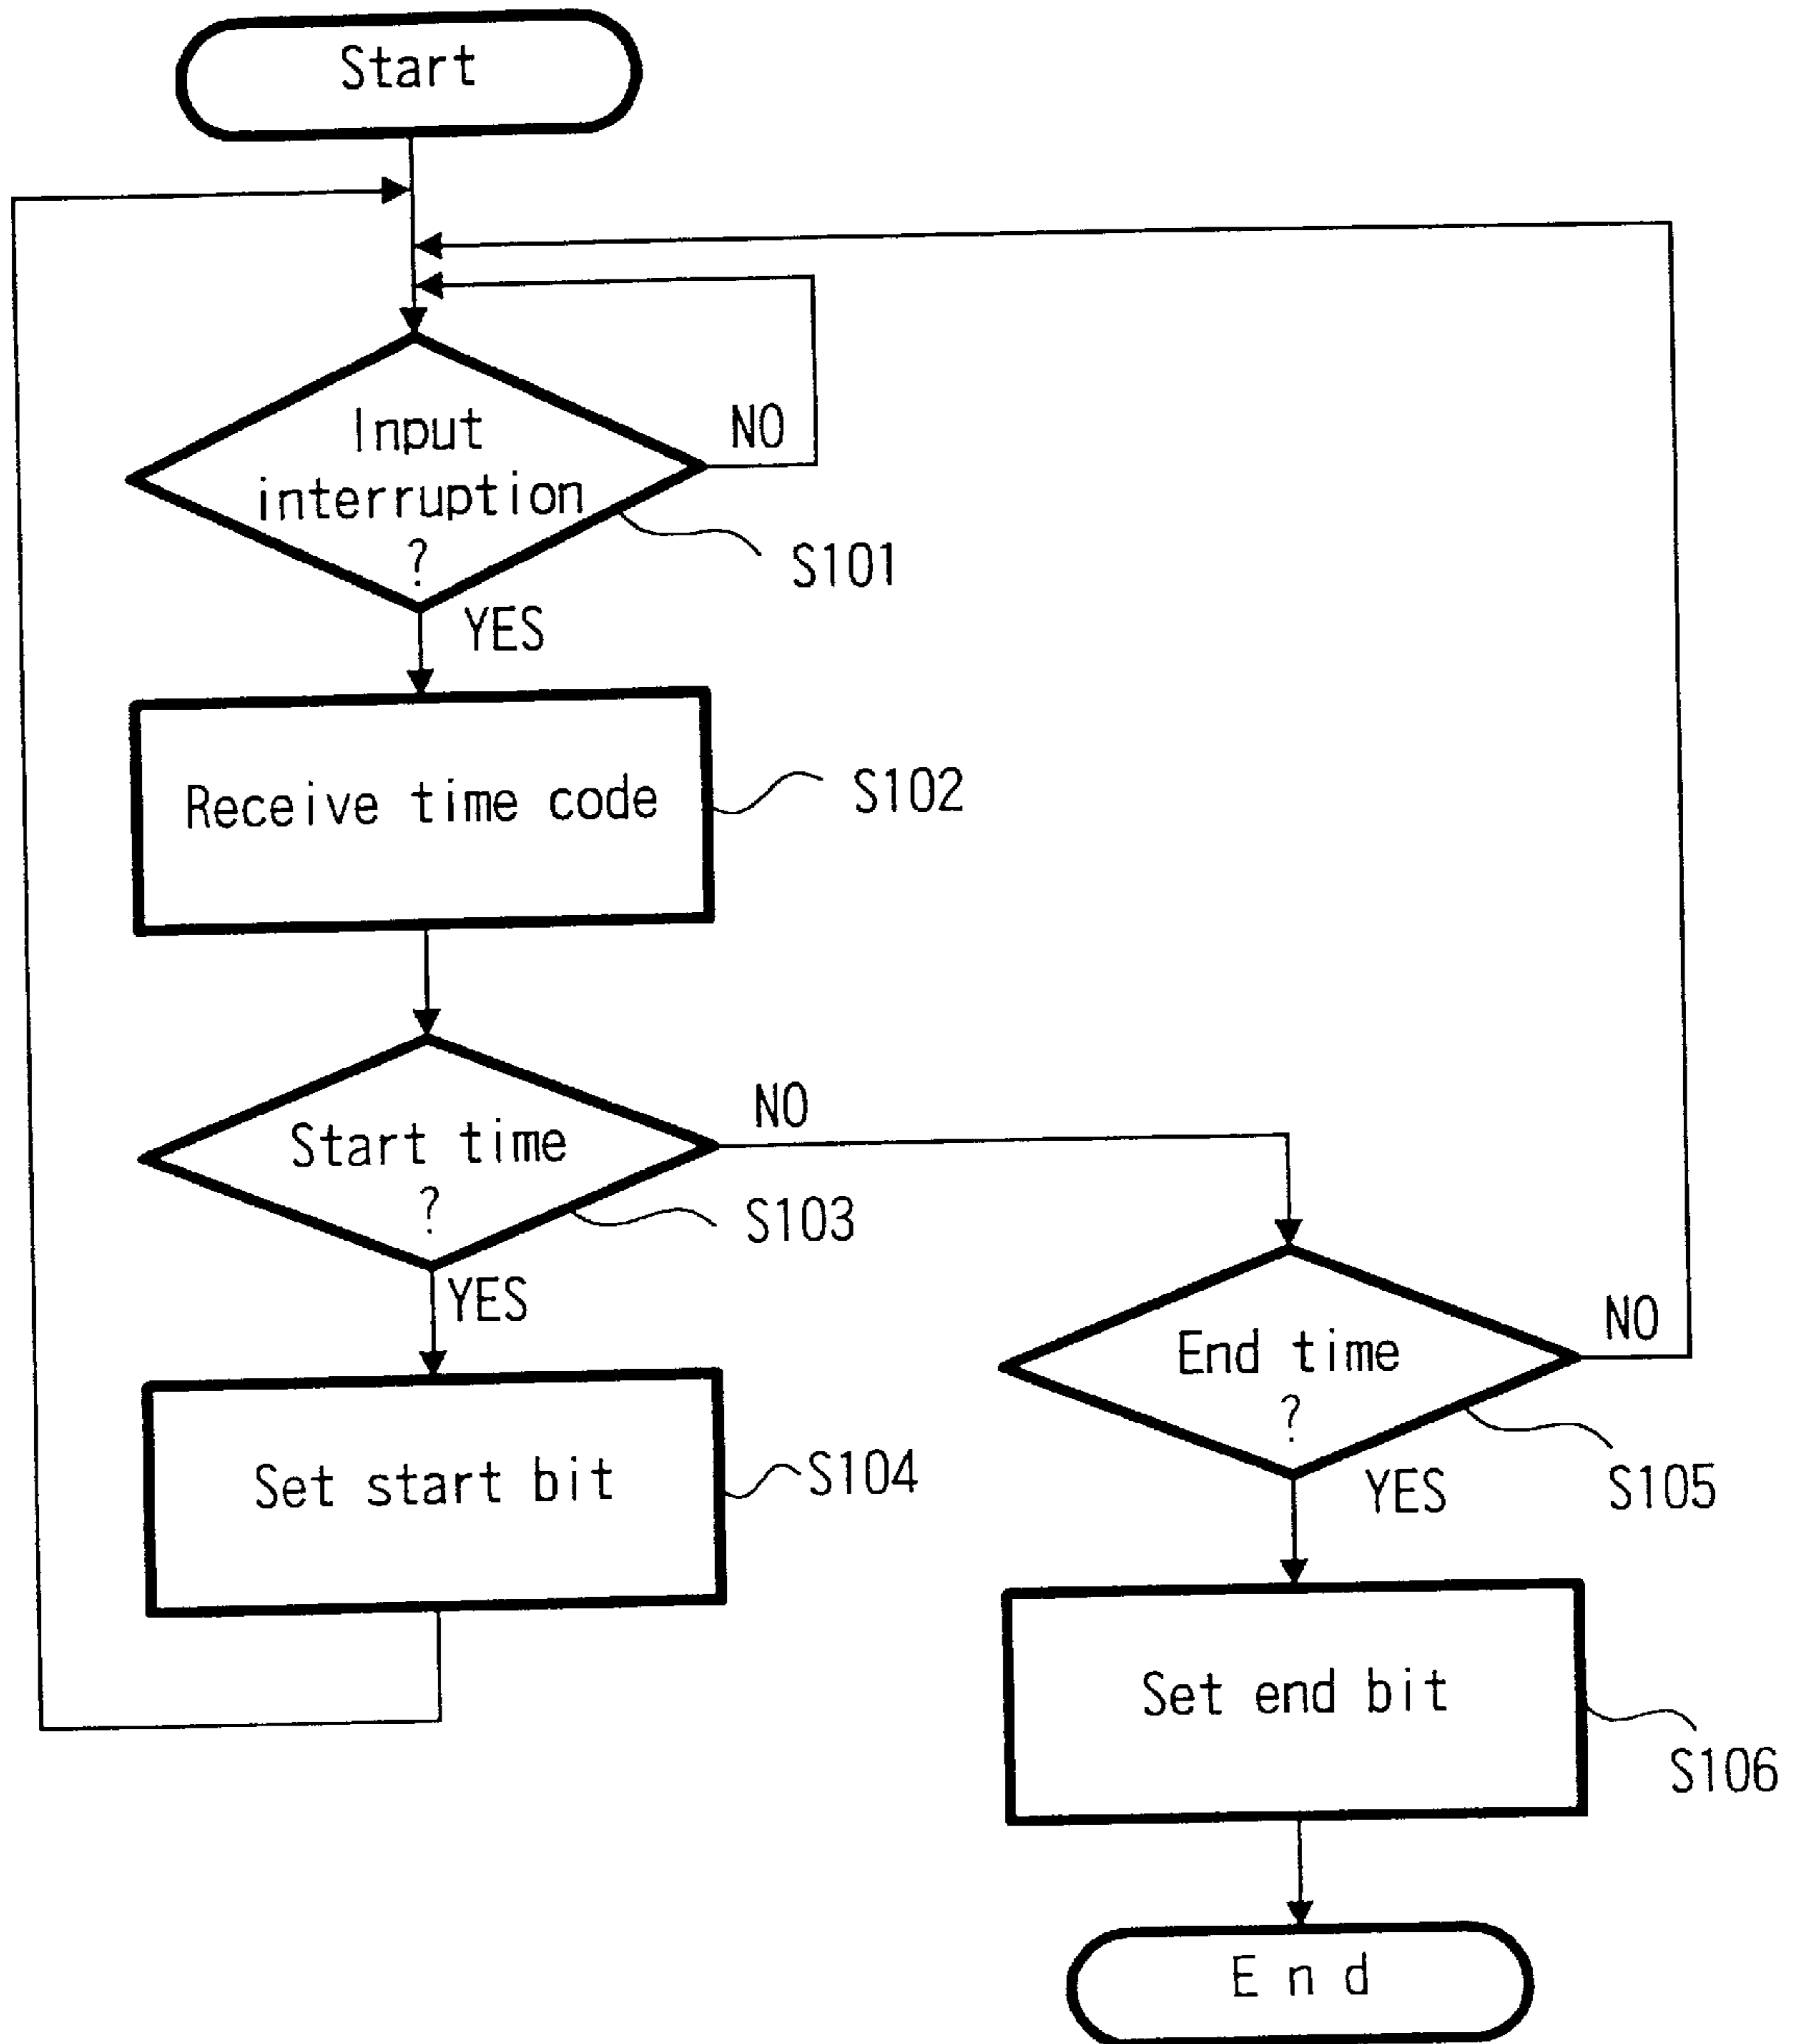 Start
Input
interruption
?
NO
S101
YES
Receive time code
S102
Start time
?
NO
S103
YES
Set start bit
S104
End time
?
NO
S105
YES
Set end bit
S106
End